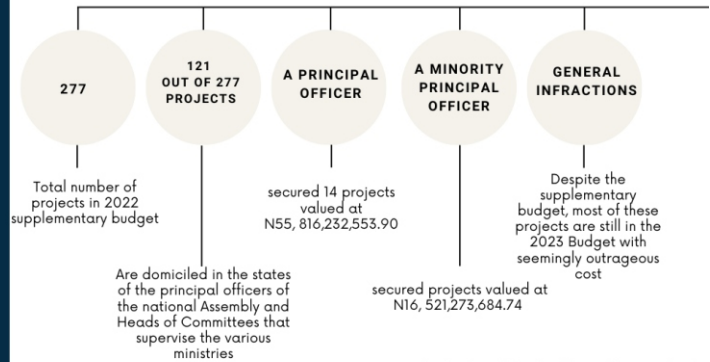 277
Total number of
projects in 2022
supplementary budget
121
OUT OF 277
PROJECTS
Are domiciled in the states
of the principal officers of
the national Assembly and
Heads of Committees that
supervise the various
ministries
A PRINCIPAL
OFFICER
secured 14 projects
valued at
N55, 816,232,553.90
A MINORITY
PRINCIPAL
OFFICER
secured projects valued at
N16, 521,273,684.74
GENERAL
INFRACTIONS
Despite the
supplementary
budget, most of these
projects are still in the
2023 Budget with
seemingly outrageous
cost